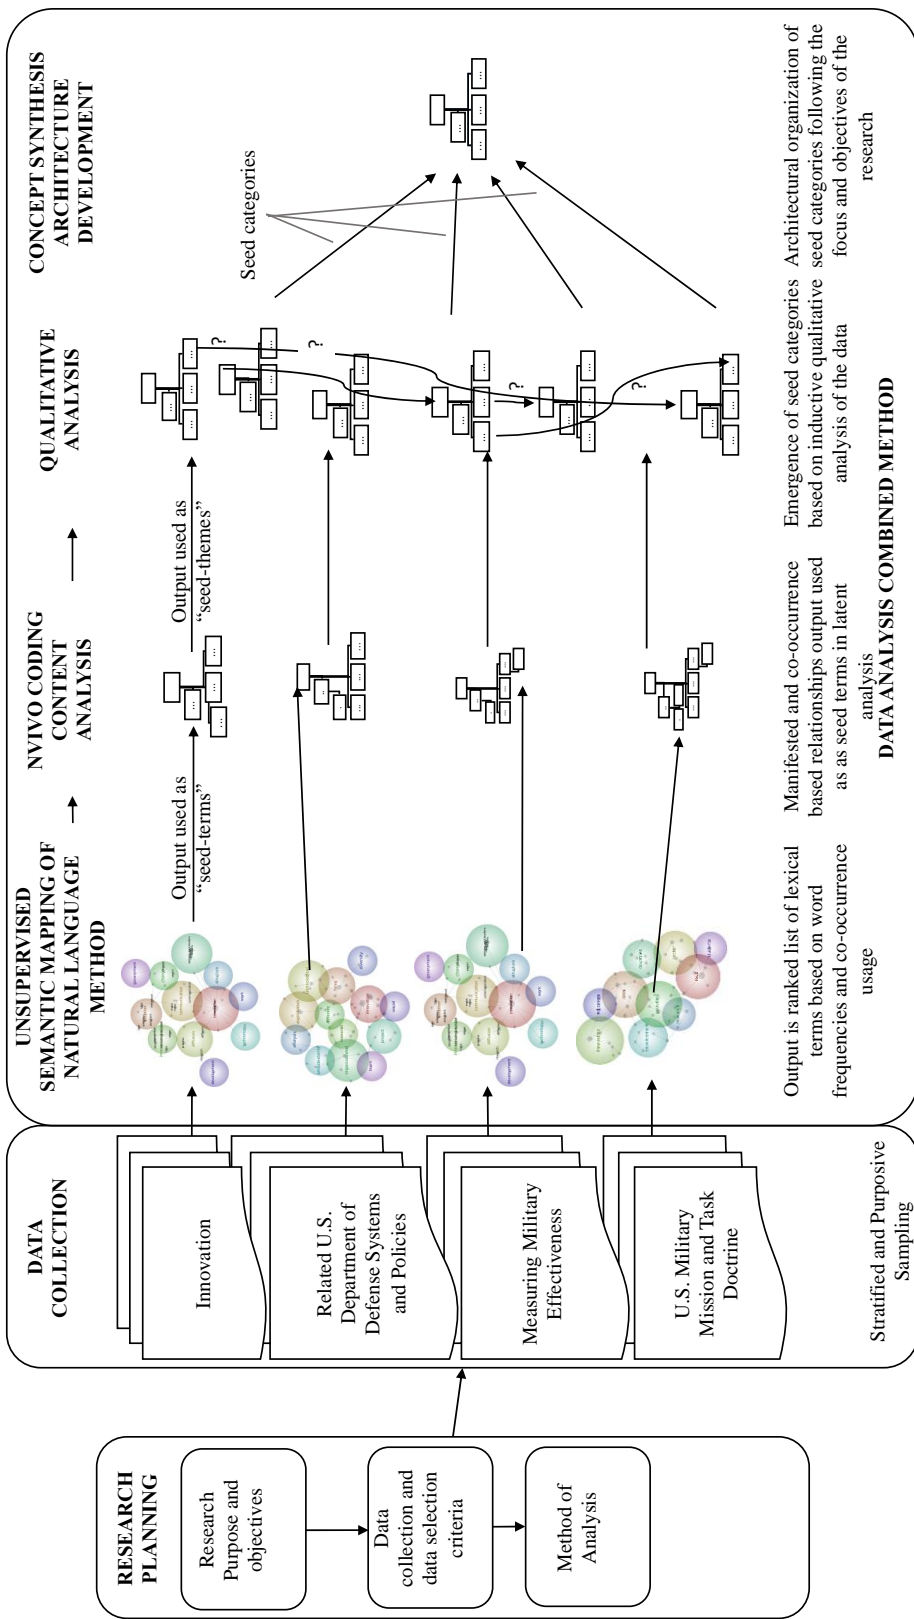 RESEARCH
PLANNING
Research
Purpose and
objectives
Data
collection and
data selection
criteria
Method of
Analysis
DATA
COLLECTION
Innovation
Related U.S.
Department of
Defense Systems
and Policies
Measuring Military
Effectiveness
U.S. Military
Mission and Task
Doctrine
Stratified and Purposive
Sampling
UNSUPERVISED
SEMANTIC MAPPING OF
NATURAL LANGUAGE
METHOD
Output used as
“seed-terms”
Output is ranked list of lexical
terms based on word
frequencies and co-occurrence
usage
NVIVO CODING
CONTENT
ANALYSIS
Output used as
“seed-themes”
Manifested and co-occurrence
based relationships output used
as as seed terms in latent
analysis
QUALITATIVE
ANALYSIS
?
?
?
?
Emergence of seed categories
based on inductive qualitative
analysis of the data
CONCEPT SYNTHESIS
ARCHITECTURE
DEVELOPMENT
Seed categories
Architectural organization of
seed categories following the
focus and objectives of the
research
DATA ANALYSIS COMBINED METHOD